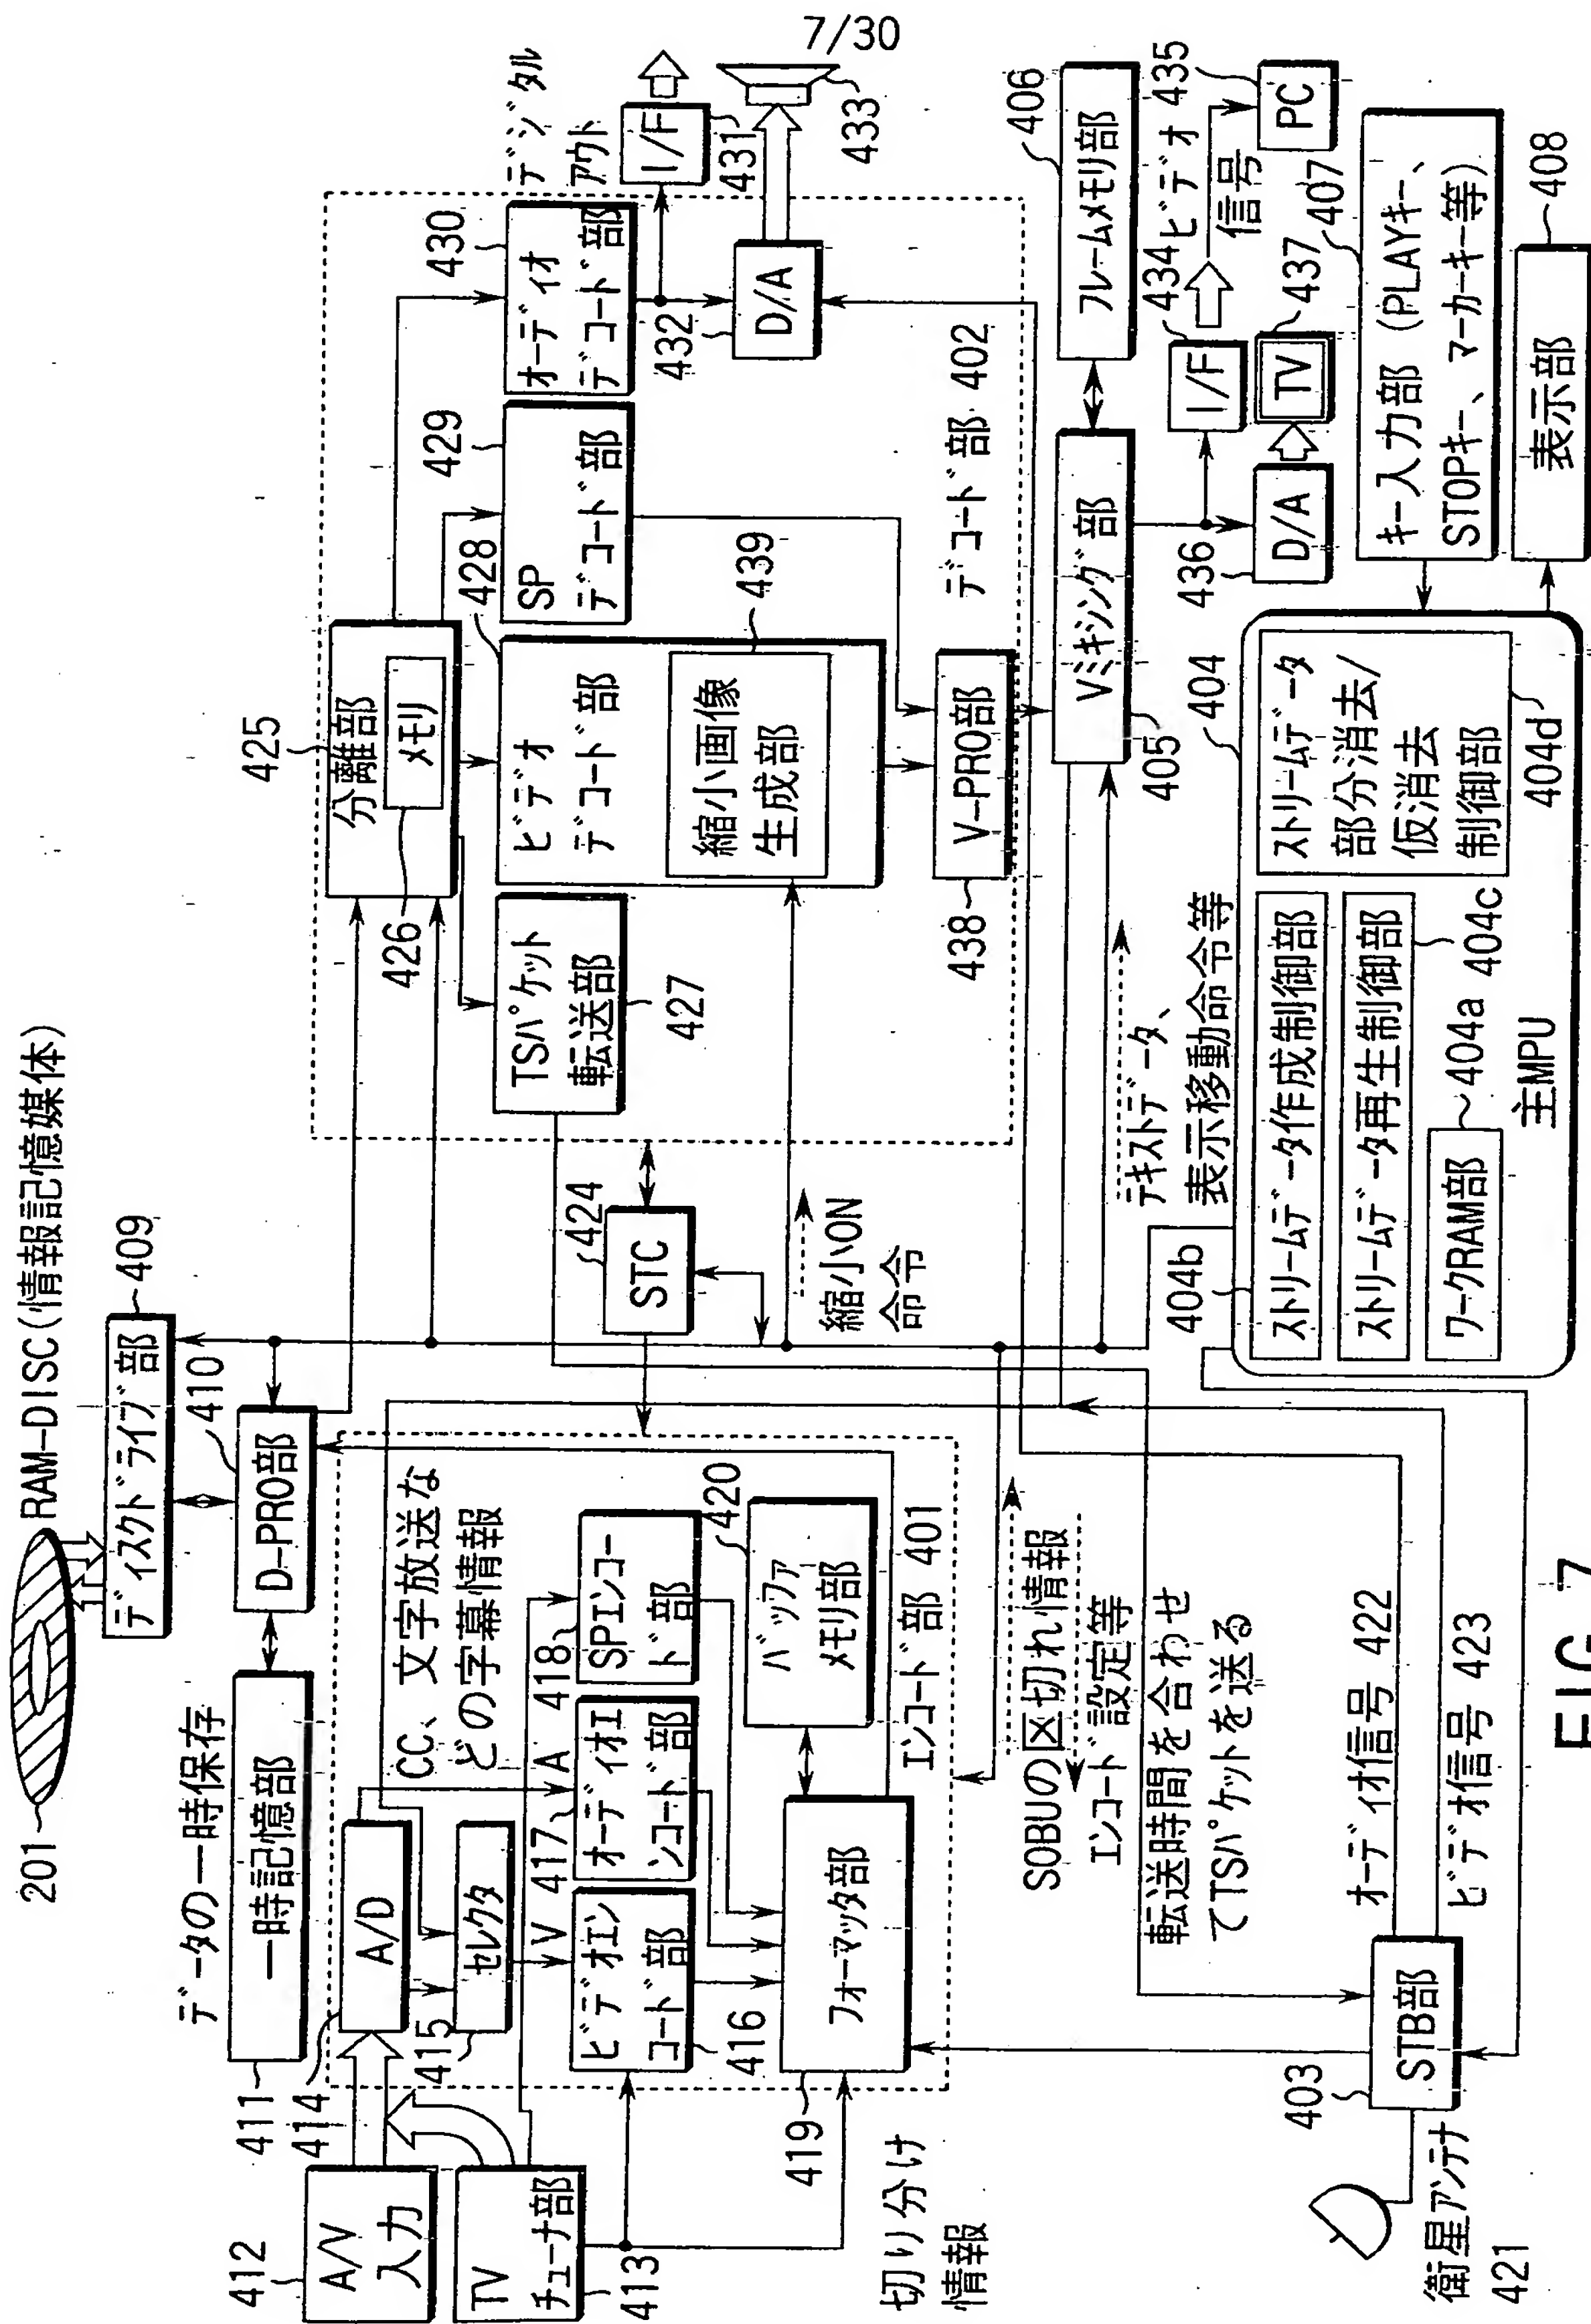 7/30
RAM-DISC(情報記憶媒体)
201
ディスクドライブ部
409
D-PRO部
410
データの一時保存
一時記憶部
411
A/V
入力
412
TV
チューナ部
413
A/D
414
セレクタ
415
CC、文字放送な
どの字幕情報
V
A
ビデオエン
コード部
416
オーディオエ
ンコード部
417
SPエンコー
ド部
418
フォーマッタ部
419
バッファ
メモリ部
420
エンコード部 401
切り分け
情報
STC
424
縮小ON
命令
分離部
425
メモリ
426
TSパケット
転送部
427
ビデオ
デコード部
428
縮小画像
生成部
439
SP
デコード部
429
オーディオ
デコード部
430
V-PRO部
438
デコード部 402
デジタル
アウト
I/F
431
D/A
432
433
Vミキシング部
405
フレームメモリ部
406
I/F
434
ビデオ
信号
PC
435
D/A
436
TV
437
キー入力部 (PLAYキー、
STOPキー、マーカーキー等)
407
表示部
408
テキストデータ、
表示移動命令等
404
404b
ストリームデータ作成制御部
ストリームデータ再生制御部
404c
ワークRAM部
404a
ストリームデータ
部分消去/
仮消去
制御部
404d
主MPU
SOBUの区切れ情報
エンコード設定等
転送時間を合わせ
てTSパケットを送る
オーディオ信号 422
ビデオ信号 423
STB部
403
衛星アンテナ
421
FIG. 7